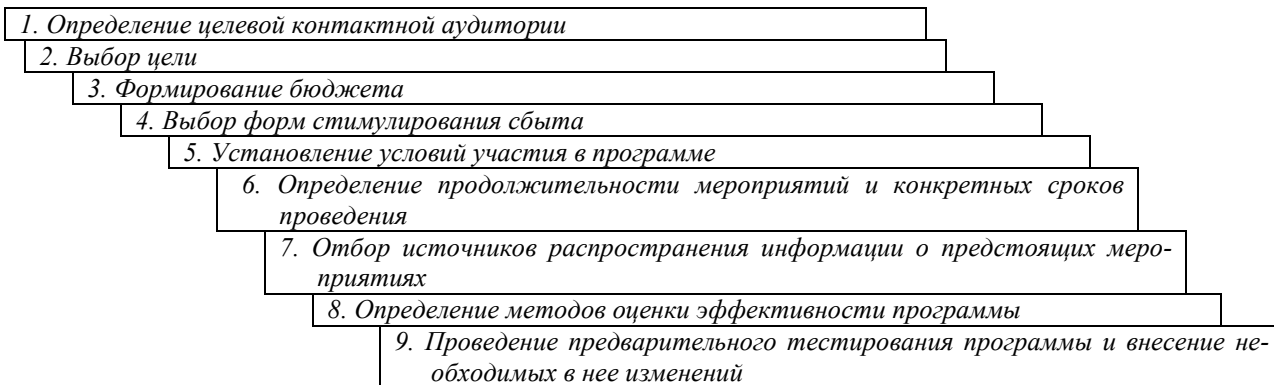 1. Определение целевой контактной аудитории
2. Выбор цели
3. Формирование бюджета
4. Выбор форм стимулирования сбыта
5. Установление условий участия в программе
6. Определение продолжительности мероприятий и конкретных сроков
проведения
7. Отбор источников распространения информации о предстоящих меро-
приятиях
8. Определение методов оценки эффективности программы
9. Проведение предварительного тестирования программы и внесение не-
обходимых в нее изменений